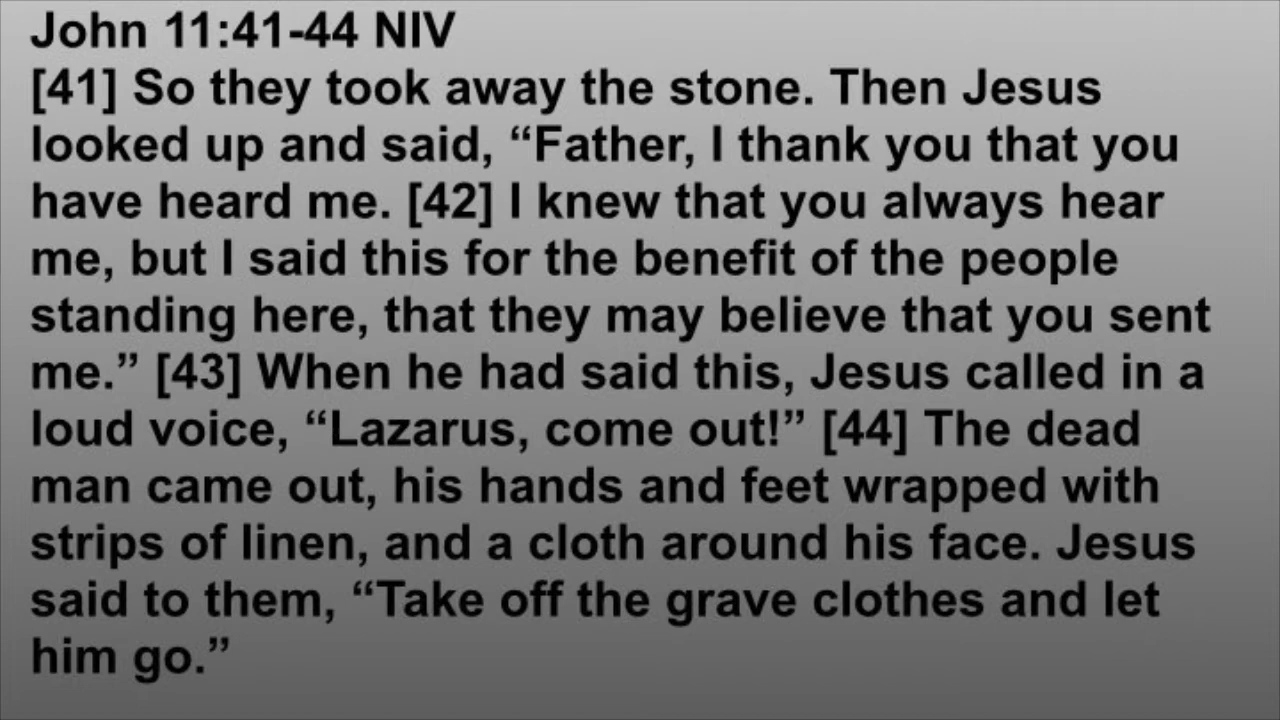 John 11:41-44 NIV
[41] So they took away the stone. Then Jesus
looked up and said, “Father, I thank you that you
have heard me. [42] I knew that you always hear
me, but I said this for the benefit of the people
standing here, that they may believe that you sent
me.” [43] When he had said this, Jesus called in a
loud voice, “Lazarus, come out!” [44] The dead
man came out, his hands and feet wrapped with
strips of linen, and a cloth around his face. Jesus
said to them, “Take off the grave clothes and let
him go.”